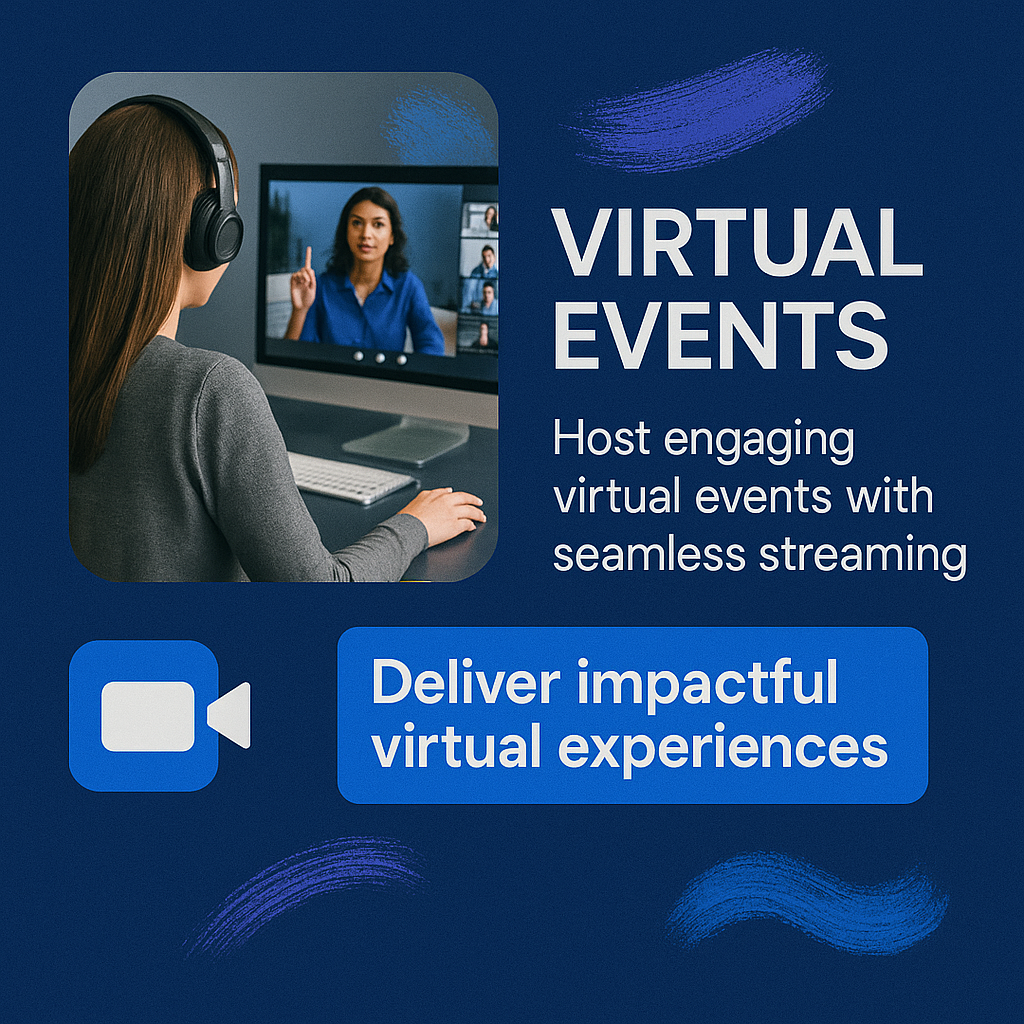 VIRTUAL
EVENTS
Host engaging
virtual events with
seamless streaming
Deliver impactful
virtual experiences